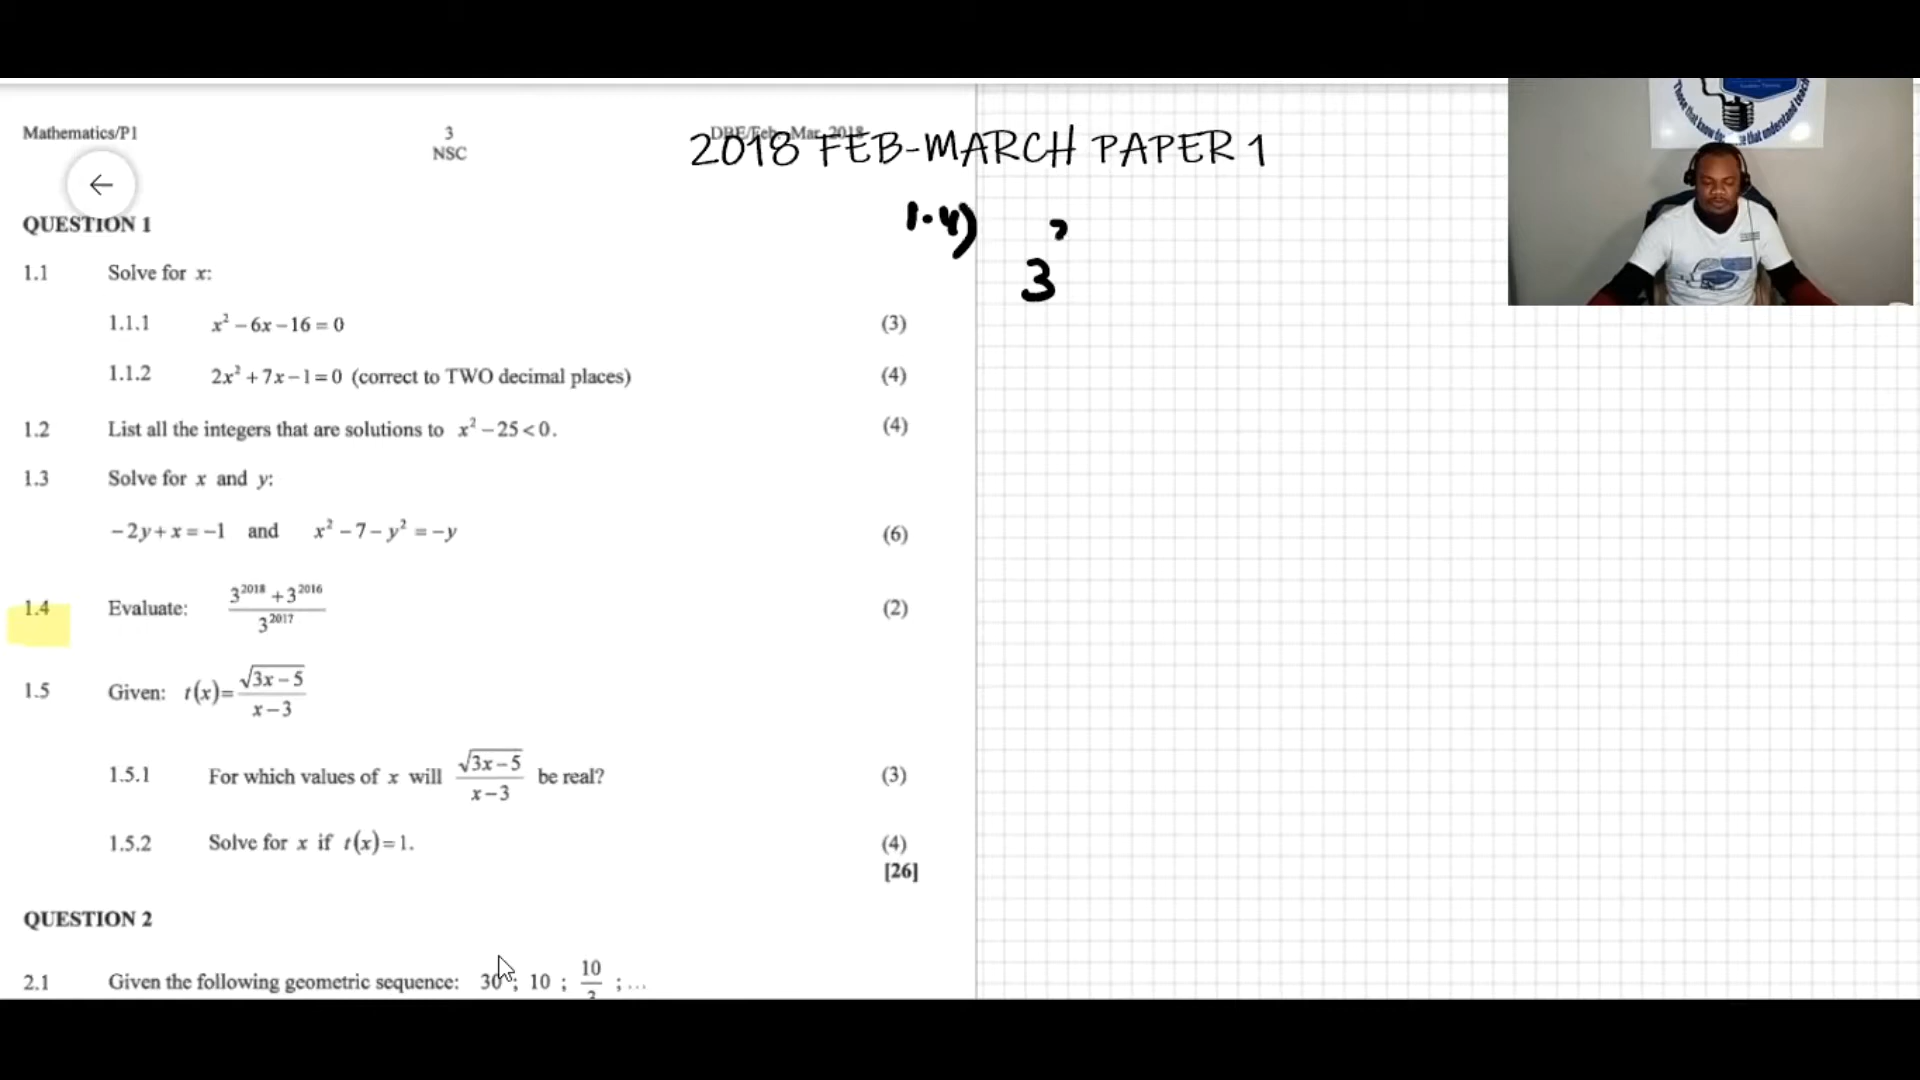 Mathematics/P1
3
NSC
DBE/Feb.-Mar. 2018
2018 FEB-MARCH PAPER 1
1.4)
3
QUESTION 1
1.1 Solve for x:
1.1.1 x² – 6x – 16 = 0 (3)
1.1.2 2x² + 7x – 1 = 0 (correct to TWO decimal places) (4)
1.2 List all the integers that are solutions to x² – 25 < 0. (4)
1.3 Solve for x and y:
–2y + x = –1 and x² – 7 – y² = –y (6)
1.4 Evaluate: (3²⁰¹⁸ + 3²⁰¹⁶)/3²⁰¹⁷ (2)
1.5 Given: t(x) = √(3x – 5)/(x – 3)
1.5.1 For which values of x will √(3x – 5)/(x – 3) be real? (3)
1.5.2 Solve for x if t(x) = 1. (4)
[26]
QUESTION 2
2.1 Given the following geometric sequence: 30 ; 10 ; 10/3 ; ...